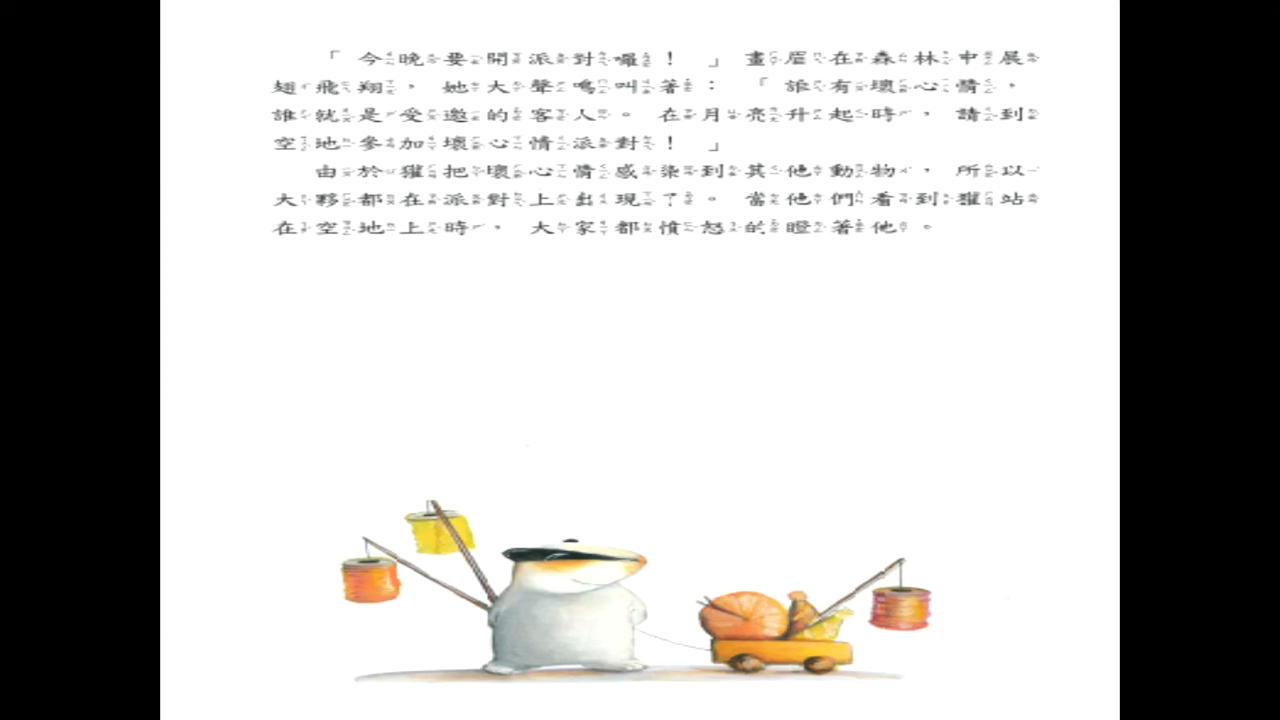 「今晚要開派對囉！」畫眉在森林中展
翅飛翔，她大聲鳴叫著：「誰有壞心情，
誰就是受邀的客人。在月亮升起時，請到
空地參加壞心情派對！」
由於獾把壞心情感染到其他動物，所以
大夥都在派對上出現了。當他們看到獾站
在空地上時，大家都憤怒的瞪著他。